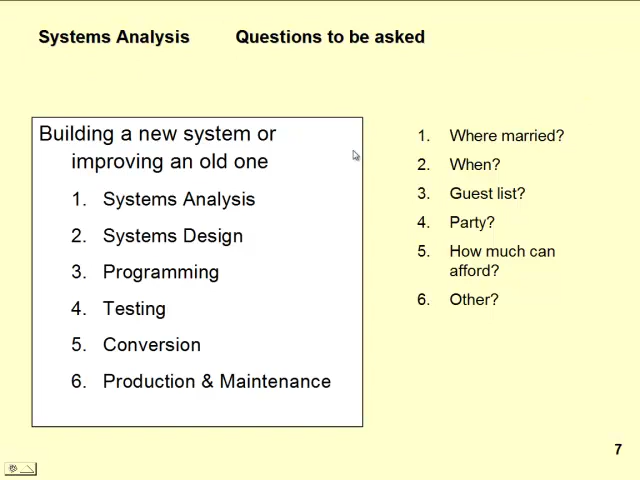 Systems Analysis Questions to be asked
Building a new system or
improving an old one
1. Systems Analysis
2. Systems Design
3. Programming
4. Testing
5. Conversion
6. Production & Maintenance
1. Where married?
2. When?
3. Guest list?
4. Party?
5. How much can
afford?
6. Other?
7